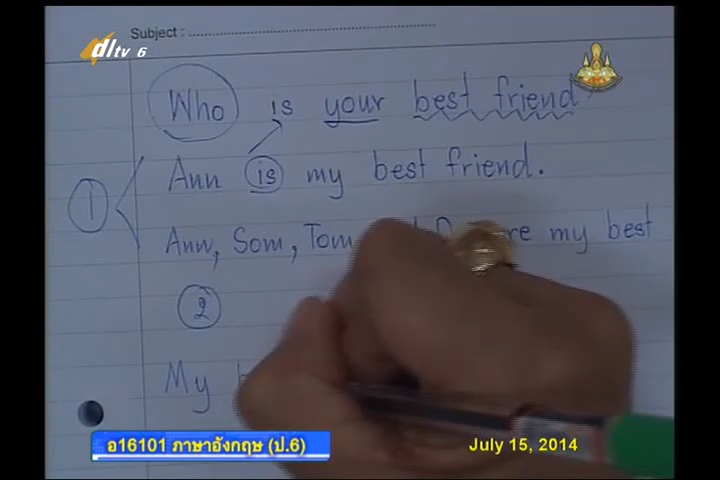 Subject :
dltv 6
Who is your best friend
Ann is my best friend.
1
Ann, Som, Tom my best
2
My
อ16101 ภาษาอังกฤษ (ป.6)
July 15, 2014